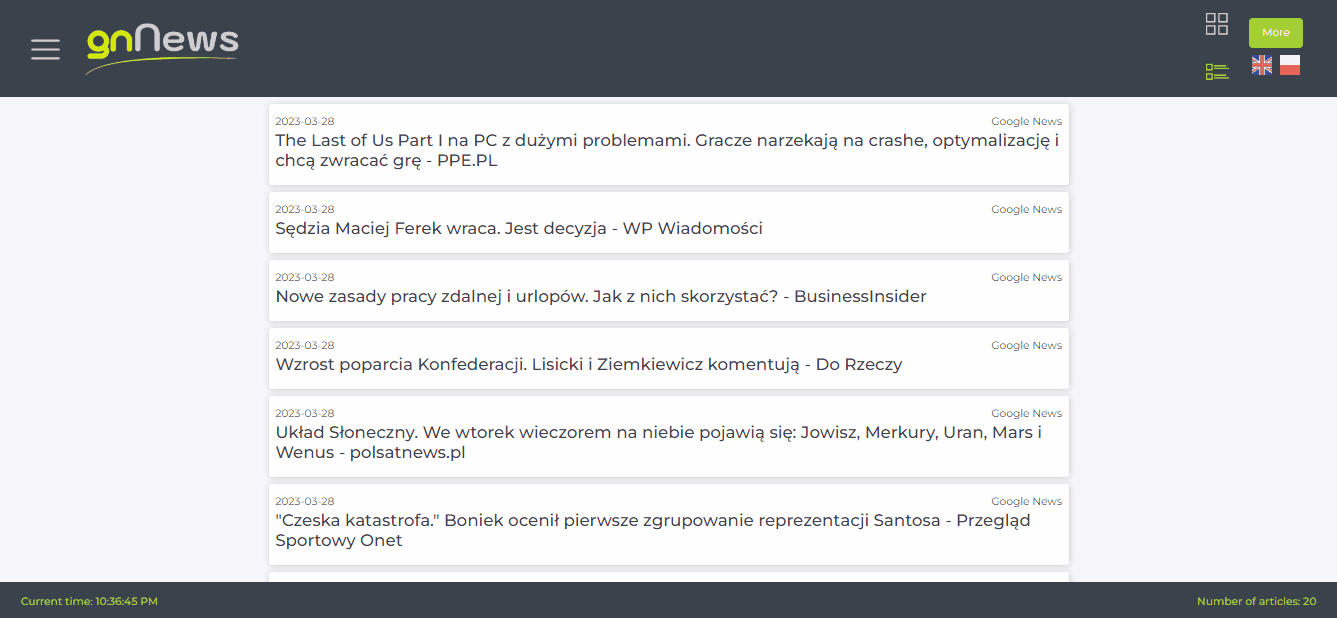 gnNews
More
2023-03-28 Google News
The Last of Us Part I na PC z dużymi problemami. Gracze narzekają na crashe, optymalizację i
chcą zwracać grę - PPE.PL
2023-03-28 Google News
Sędzia Maciej Ferek wraca. Jest decyzja - WP Wiadomości
2023-03-28 Google News
Nowe zasady pracy zdalnej i urlopów. Jak z nich skorzystać? - BusinessInsider
2023-03-28 Google News
Wzrost poparcia Konfederacji. Lisicki i Ziemkiewicz komentują - Do Rzeczy
2023-03-28 Google News
Układ Słoneczny. We wtorek wieczorem na niebie pojawią się: Jowisz, Merkury, Uran, Mars i
Wenus - polsatnews.pl
2023-03-28 Google News
"Czeska katastrofa." Boniek ocenił pierwsze zgrupowanie reprezentacji Santosa - Przegląd
Sportowy Onet
Current time: 10:36:45 PM Number of articles: 20